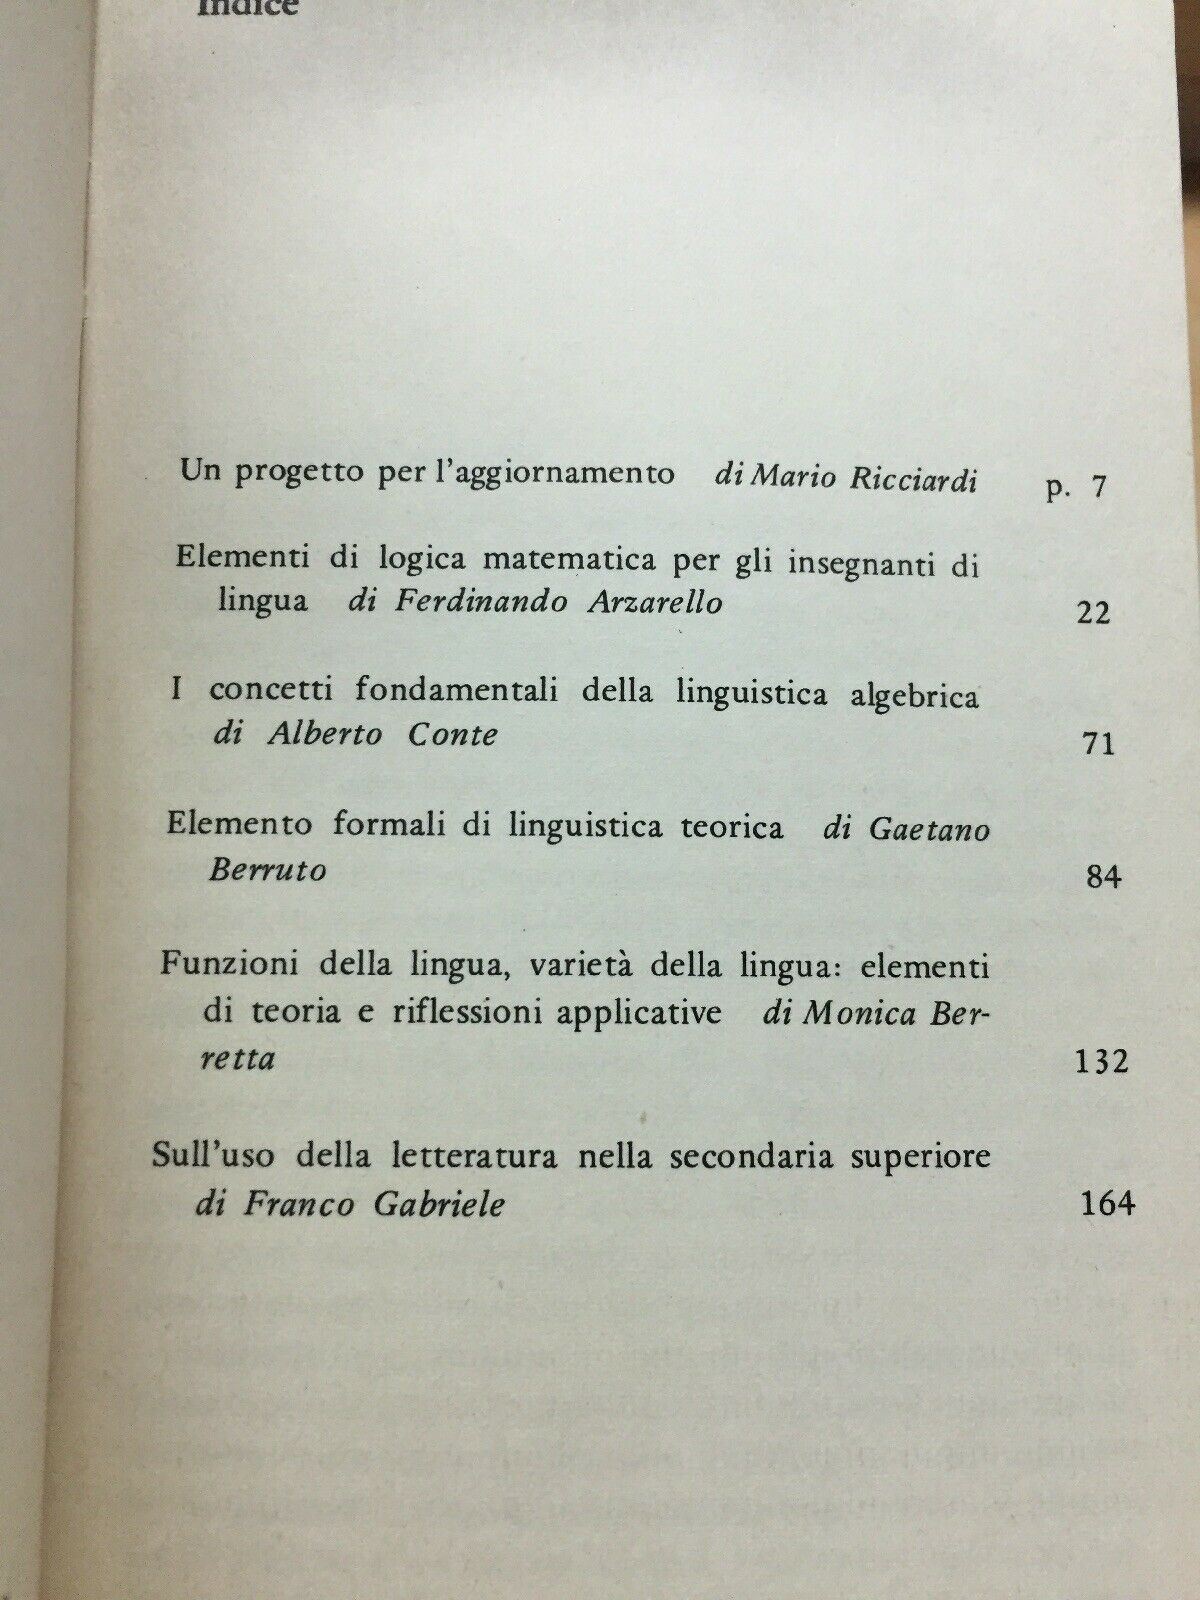 Indice
Un progetto per l'aggiornamento di Mario Ricciardi p. 7
Elementi di logica matematica per gli insegnanti di
lingua di Ferdinando Arzarello 22
I concetti fondamentali della linguistica algebrica
di Alberto Conte 71
Elemento formali di linguistica teorica di Gaetano
Berruto 84
Funzioni della lingua, varietà della lingua: elementi
di teoria e riflessioni applicative di Monica Ber-
retta 132
Sull'uso della letteratura nella secondaria superiore
di Franco Gabriele 164